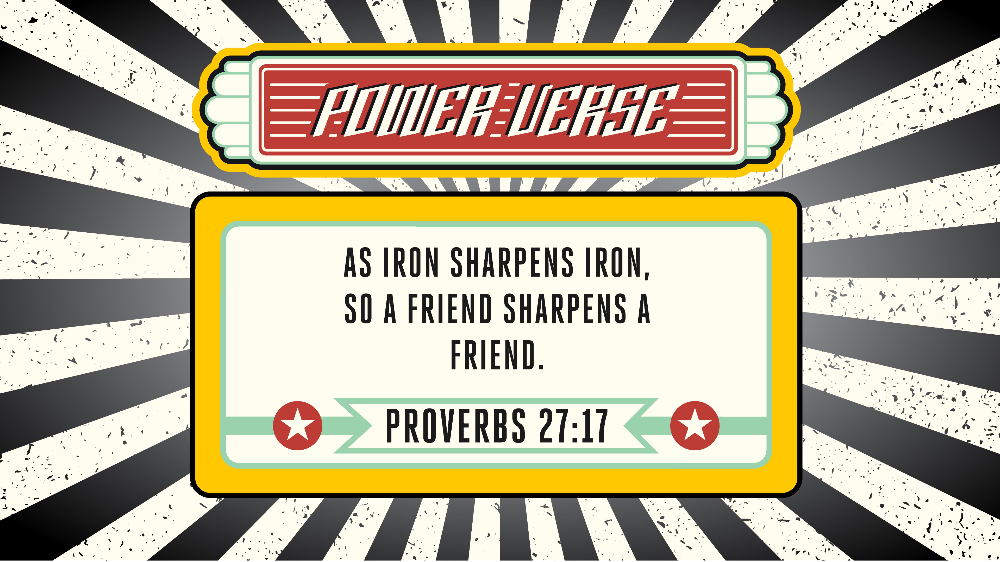 POWER VERSE
AS IRON SHARPENS IRON,
SO A FRIEND SHARPENS A
FRIEND.
PROVERBS 27:17